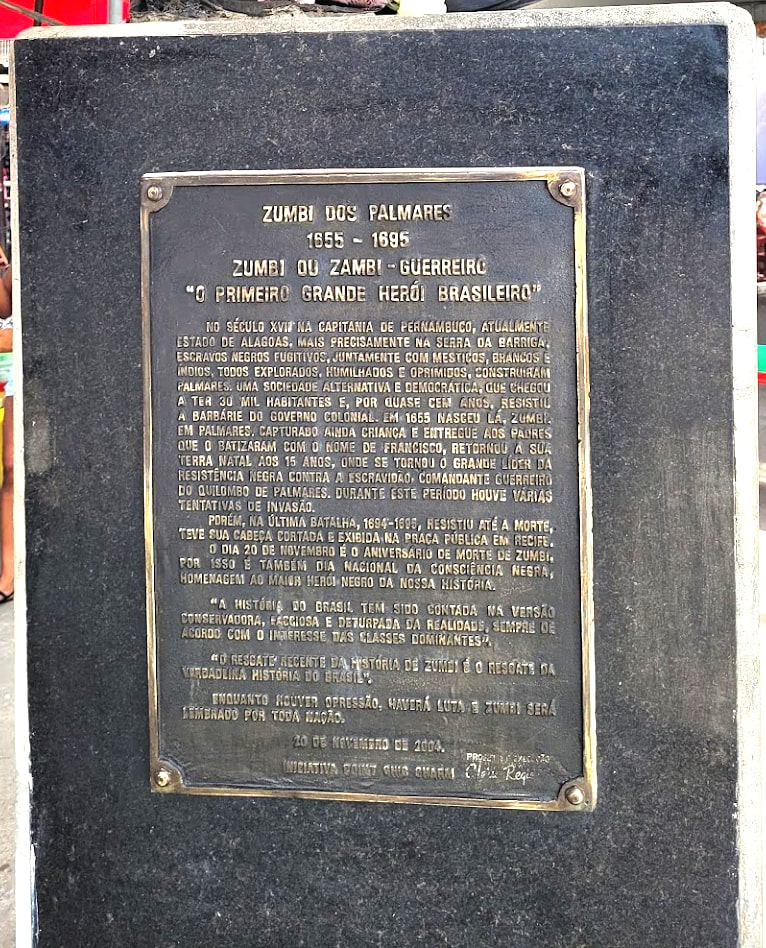 ZUMBI DOS PALMARES
1655 - 1695
ZUMBI OU ZAMBI - GUERREIRO
"O PRIMEIRO GRANDE HERÓI BRASILEIRO"
NO SÉCULO XVII NA CAPITANIA DE PERNAMBUCO, ATUALMENTE
ESTADO DE ALAGOAS, MAIS PRECISAMENTE NA SERRA DA BARRIGA,
ESCRAVOS NEGROS FUGITIVOS, JUNTAMENTE COM MESTIÇOS, BRANCOS E
ÍNDIOS, TODOS EXPLORADOS, HUMILHADOS E OPRIMIDOS, CONSTRUIRAM
PALMARES. UMA SOCIEDADE ALTERNATIVA E DEMOCRÁTICA, QUE CHEGOU
A TER 30 MIL HABITANTES E, POR QUASE CEM ANOS, RESISTIU
A BARBÁRIE DO GOVERNO COLONIAL. EM 1655 NASCEU LÁ, ZUMBI.
EM PALMARES. CAPTURADO AINDA CRIANÇA E ENTREGUE AOS PADRES
QUE O BATIZARAM COM O NOME DE FRANCISCO, RETORNOU A SUA
TERRA NATAL AOS 15 ANOS, ONDE SE TORNOU O GRANDE LÍDER DA
RESISTÊNCIA NEGRA CONTRA A ESCRAVIDÃO, COMANDANTE GUERREIRO
DO QUILOMBO DE PALMARES. DURANTE ESTE PERÍODO HOUVE VÁRIAS
TENTATIVAS DE INVASÃO.
PORÉM, NA ÚLTIMA BATALHA, 1694-1695, RESISTIU ATÉ A MORTE,
TEVE SUA CABEÇA CORTADA E EXIBIDA NA PRAÇA PÚBLICA EM RECIFE.
O DIA 20 DE NOVEMBRO É O ANIVERSÁRIO DE MORTE DE ZUMBI,
POR ISSO É TAMBÉM DIA NACIONAL DA CONSCIÊNCIA NEGRA,
HOMENAGEM AO MAIOR HERÓI NEGRO DA NOSSA HISTÓRIA.
"A HISTÓRIA DO BRASIL TEM SIDO CONTADA NA VERSÃO
CONSERVADORA, FACCIOSA E DETURPADA DA REALIDADE, SEMPRE DE
ACORDO COM O INTERESSE DAS CLASSES DOMINANTES".
"O RESGATE RECENTE DA HISTÓRIA DE ZUMBI É O RESGATE DA
VERDADEIRA HISTÓRIA DO BRASIL".
ENQUANTO HOUVER OPRESSÃO, HAVERÁ LUTA E ZUMBI SERÁ
LEMBRADO POR TODA NAÇÃO.
20 DE NOVEMBRO DE 2004.
INICIATIVA POINT CHIC CHARM